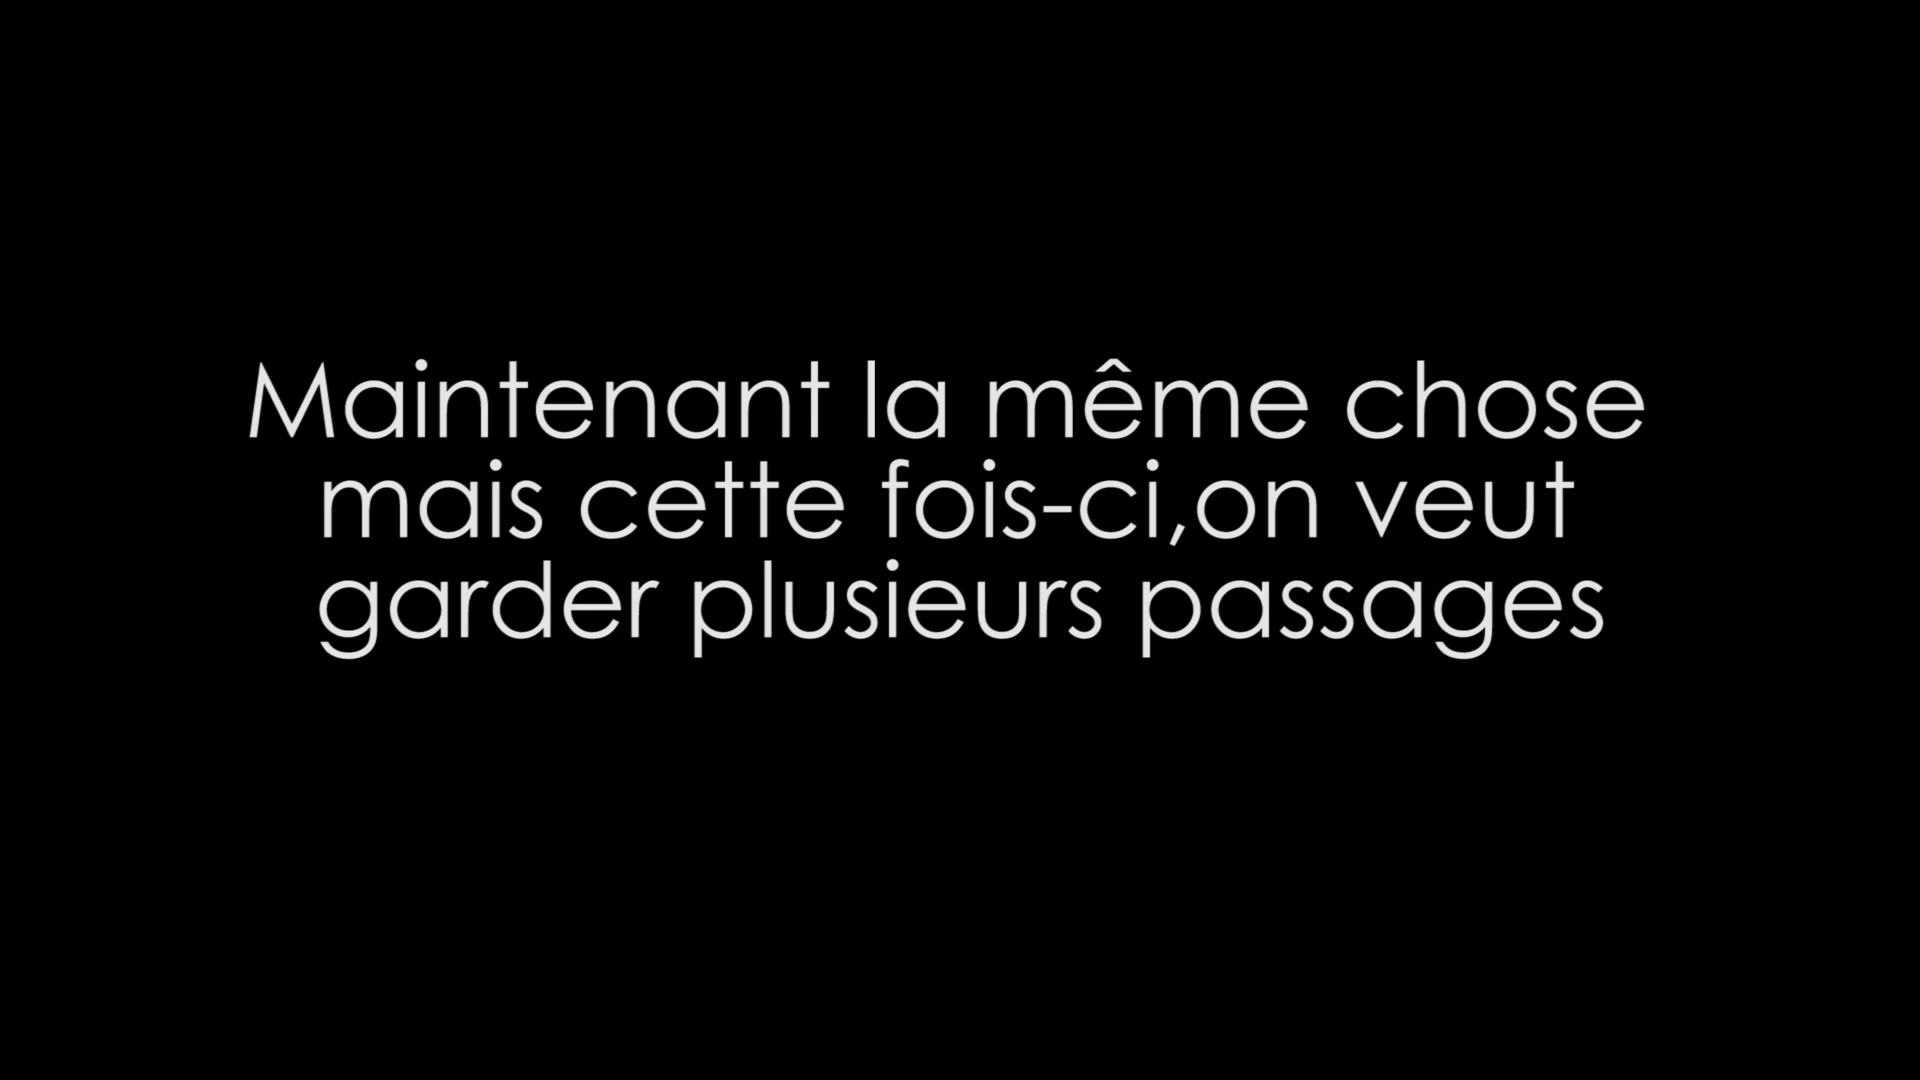 Maintenant la même chose
mais cette fois-ci,on veut
garder plusieurs passages